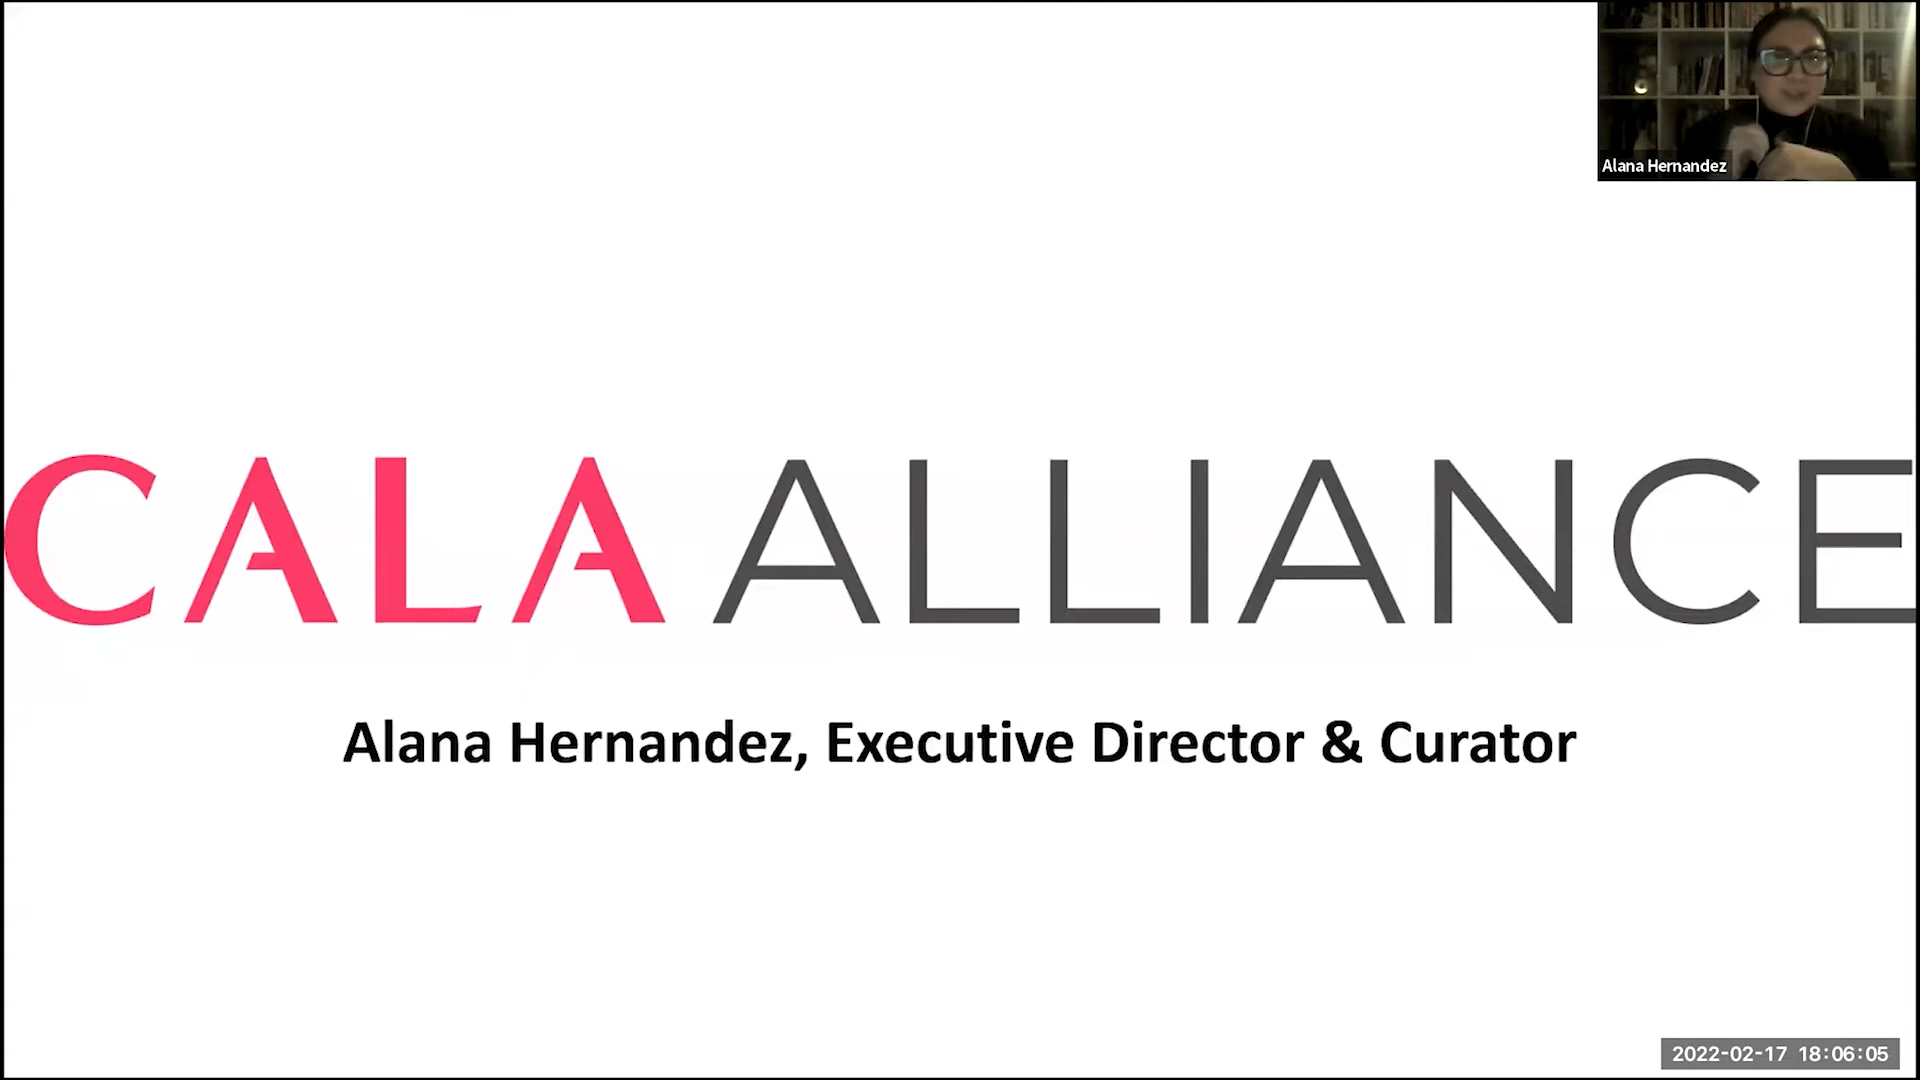 Alana Hernandez
CALA ALLIANCE
Alana Hernandez, Executive Director & Curator
2022-02-17 18:06:05